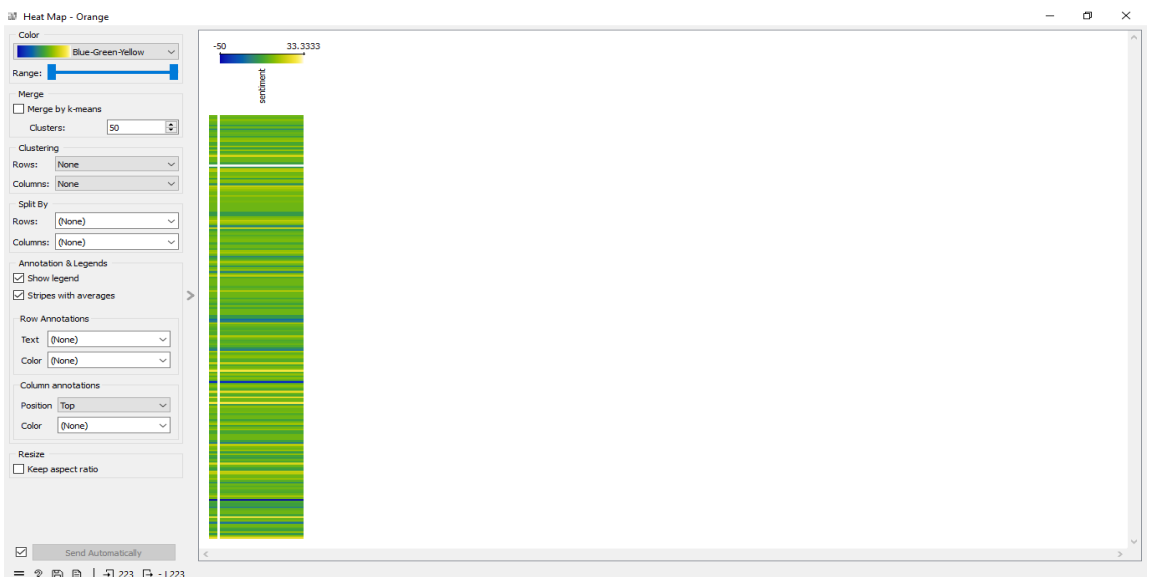 Heat Map - Orange
Color
Blue-Green-Yellow
Range:
Merge
Merge by k-means
Clusters: 50
Clustering
Rows: None
Columns: None
Split By
Rows: (None)
Columns: (None)
Annotation & Legends
Show legend
Stripes with averages
Row Annotations
Text (None)
Color (None)
Column annotations
Position Top
Color (None)
Resize
Keep aspect ratio
Send Automatically
223 - | 223
-50 33.3333
sentiment